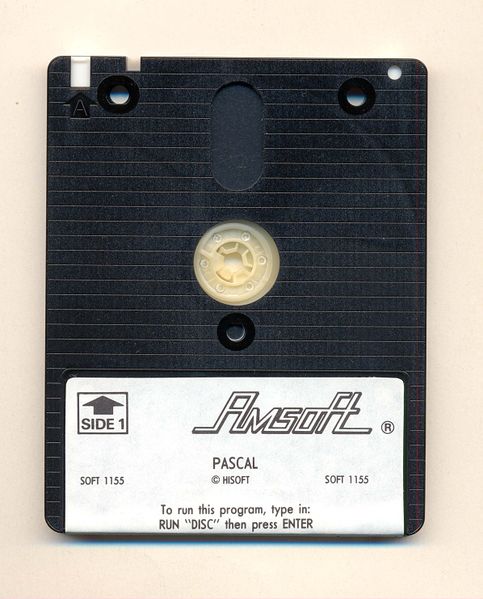 A
SIDE 1
Amsoft ®
PASCAL
SOFT 1155 © HISOFT SOFT 1155
To run this program, type in:
RUN "DISC" then press ENTER